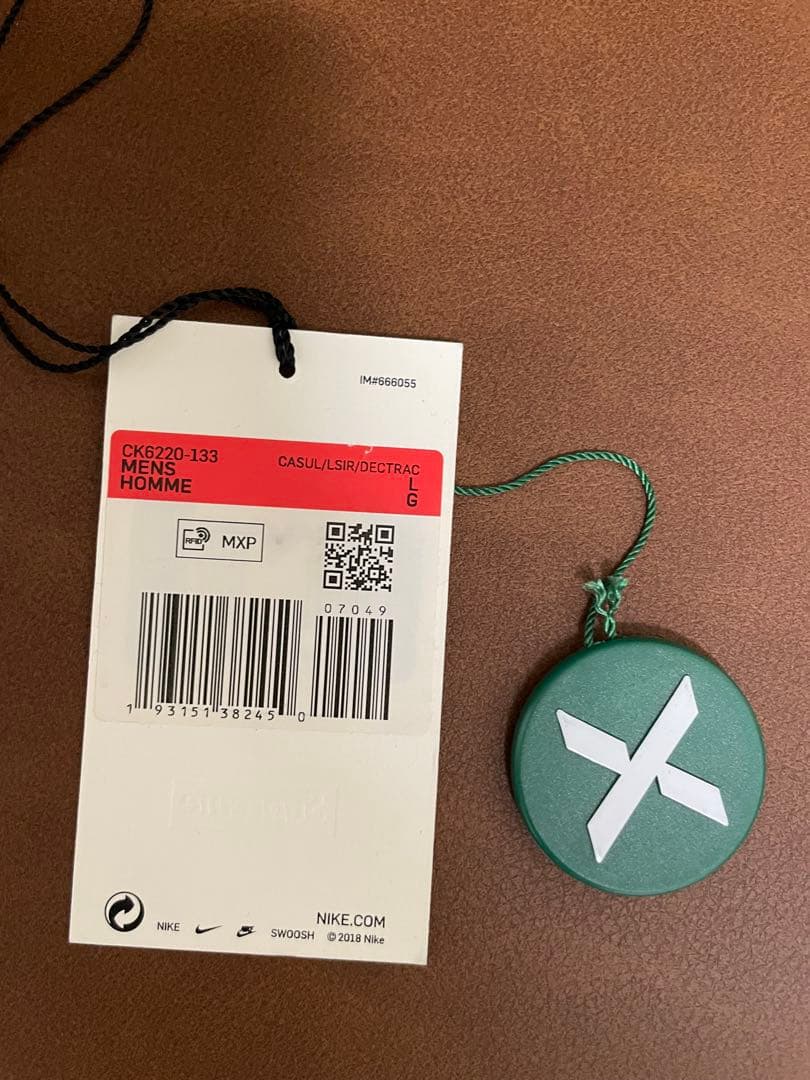 IM#666055
CK6220-133
MENS
HOMME
CASUL/LSIR/DECTRAC
L
G
RFID
MXP
07049
1 93151 38245 0
NIKE
SWOOSH
NIKE.COM
© 2018 Nike
X